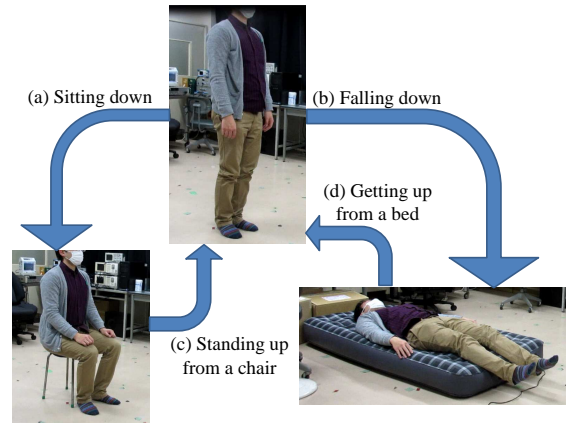 (a) Sitting down
(b) Falling down
(d) Getting up
from a bed
(c) Standing up
from a chair